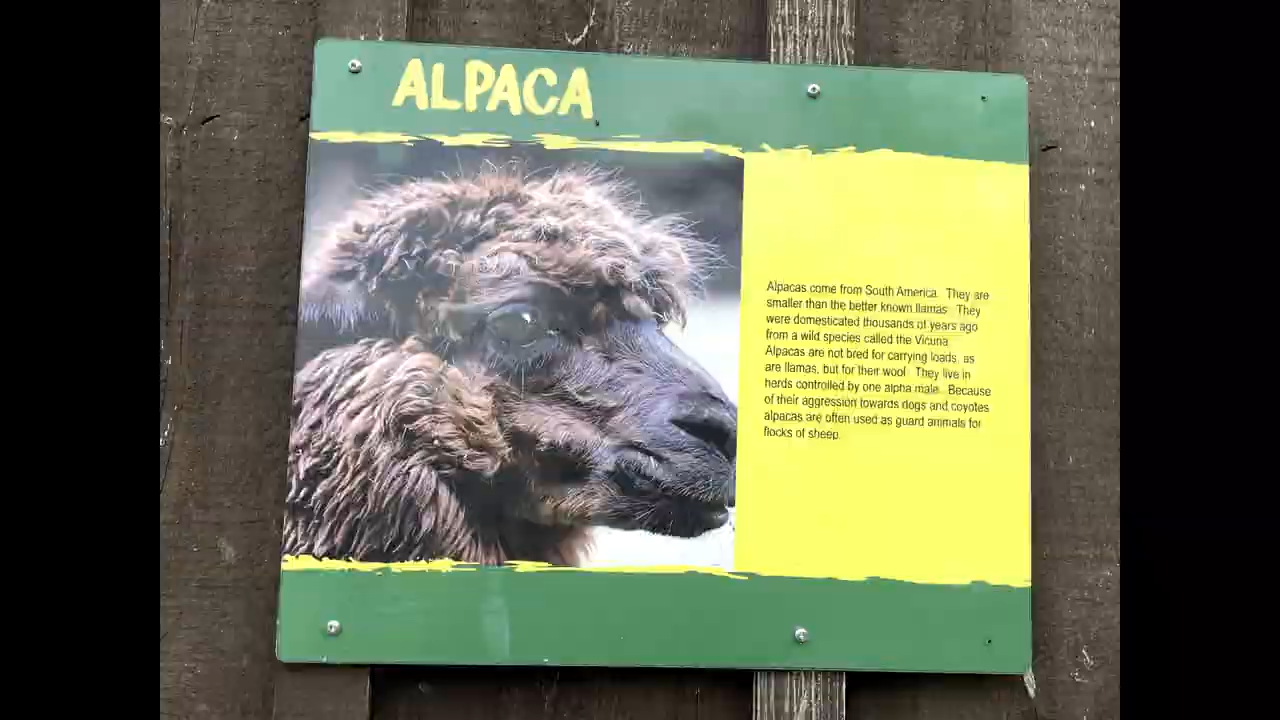 ALPACA
Alpacas come from South America. They are
smaller than the better known llamas. They
were domesticated thousands of years ago
from a wild species called the Vicuna.
Alpacas are not bred for carrying loads, as
are llamas, but for their wool. They live in
herds controlled by one alpha male. Because
of their aggression towards dogs and coyotes
alpacas are often used as guard animals for
flocks of sheep.